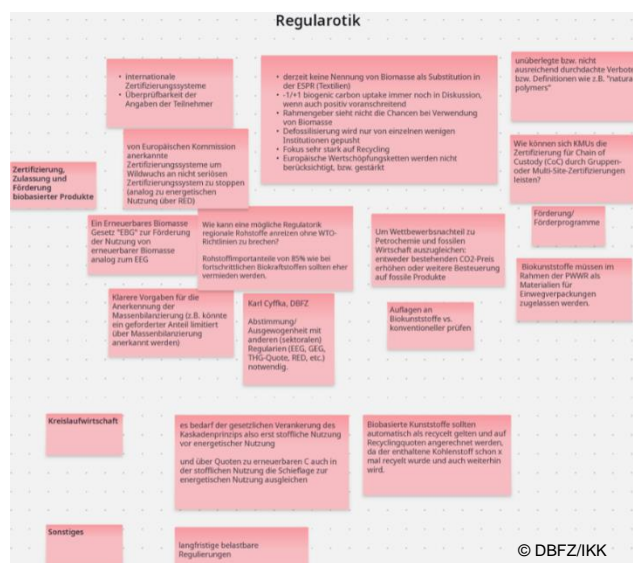 Regularotik
• internationale
Zertifizierungssysteme
• Überprüfbarkeit der
Angaben der Teilnehmer
• derzeit keine Nennung von Biomasse als Substitution in
der ESPR (Textilien)
• -1/+1 biogenic carbon uptake immer noch in Diskussion,
wenn auch positiv voranschreitend
• Rahmengeber sieht nicht die Chancen bei Verwendung
von Biomasse
• Defossilisierung wird nur von einzelnen wenigen
Institutionen gepusht
• Fokus sehr stark auf Recycling
• Europäische Wertschöpfungsketten werden nicht
berücksichtigt, bzw. gestärkt
unüberlegte bzw. nicht
ausreichend durchdachte Verbote
bzw. Definitionen wie z.B. "natural
polymers"
von Europäischen Kommission
anerkannte
Zertifizierungssysteme um
Wildwuchs an nicht seriösen
Zertifizierungssystem zu stoppen
(analog zu energetischen
Nutzung über RED)
Wie können sich KMUs die
Zertifizierung für Chain of
Custody (CoC) durch Gruppen-
oder Multi-Site-Zertifizierungen
leisten?
Zertifizierung,
Zulassung und
Förderung
biobasierter Produkte
Ein Erneuerbares Biomasse
Gesetz "EBG" zur Förderung
der Nutzung von
erneuerbarer Biomasse
analog zum EEG
Wie kann eine mögliche Regulatorik
regionale Rohstoffe anreizen ohne WTO-
Richtlinien zu brechen?
Rohstoffimportanteile von 85% wie bei
fortschrittlichen Biokraftstoffen sollten eher
vermieden werden.
Um Wettbewerbsnachteil zu
Petrochemie und fossilen
Wirtschaft auszugleichen:
entweder bestehenden CO2-Preis
erhöhen oder weitere Besteuerung
auf fossile Produkte
Förderung/
Förderprogramme
Biokunststoffe müssen im
Rahmen der PWWR als
Materialien für
Einwegverpackungen
zugelassen werden.
Klarere Vorgaben für die
Anerkennung der
Massenbilanzierung (z.B. könnte
ein geforderter Anteil limitiert
über Massenbilanzierung
anerkannt werden)
Karl Cyffka, DBFZ
Abstimmung/
Ausgewogenheit mit
anderen (sektoralen)
Regularien (EEG, GEG,
THG-Quote, RED, etc.)
notwendig.
Auflagen an
Biokunststoffe vs.
konventioneller prüfen
Kreislaufwirtschaft
es bedarf der gesetzlichen Verankerung des
Kaskadenprinzips also erst stoffliche Nutzung
vor energetischer Nutzung
und über Quoten zu erneuerbaren C auch in
der stofflichen Nutzung die Schieflage zur
energetischen Nutzung ausgleichen
Biobasierte Kunststoffe sollten
automatisch als recycelt gelten und auf
Recyclingquoten angerechnet werden,
da der enthaltene Kohlenstoff schon x
mal recycelt wurde und auch weiterhin
wird.
Sonstiges
langfristige belastbare
Regulierungen
© DBFZ/IKK